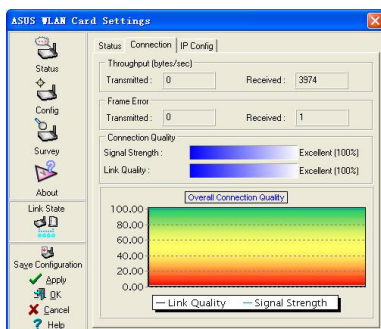 ASUS WLAN Card Settings
Status
Config
Survey
About
Link State
Save Configuration
Apply
OK
Cancel
Help
Status Connection IP Config
Throughput (bytes/sec)
Transmitted : 0 Received : 3974
Frame Error
Transmitted : 0 Received : 1
Connection Quality
Signal Strength : Excellent (100%)
Link Quality : Excellent (100%)
Overall Connection Quality
100.00
80.00
60.00
40.00
20.00
0.00
Link Quality Signal Strength